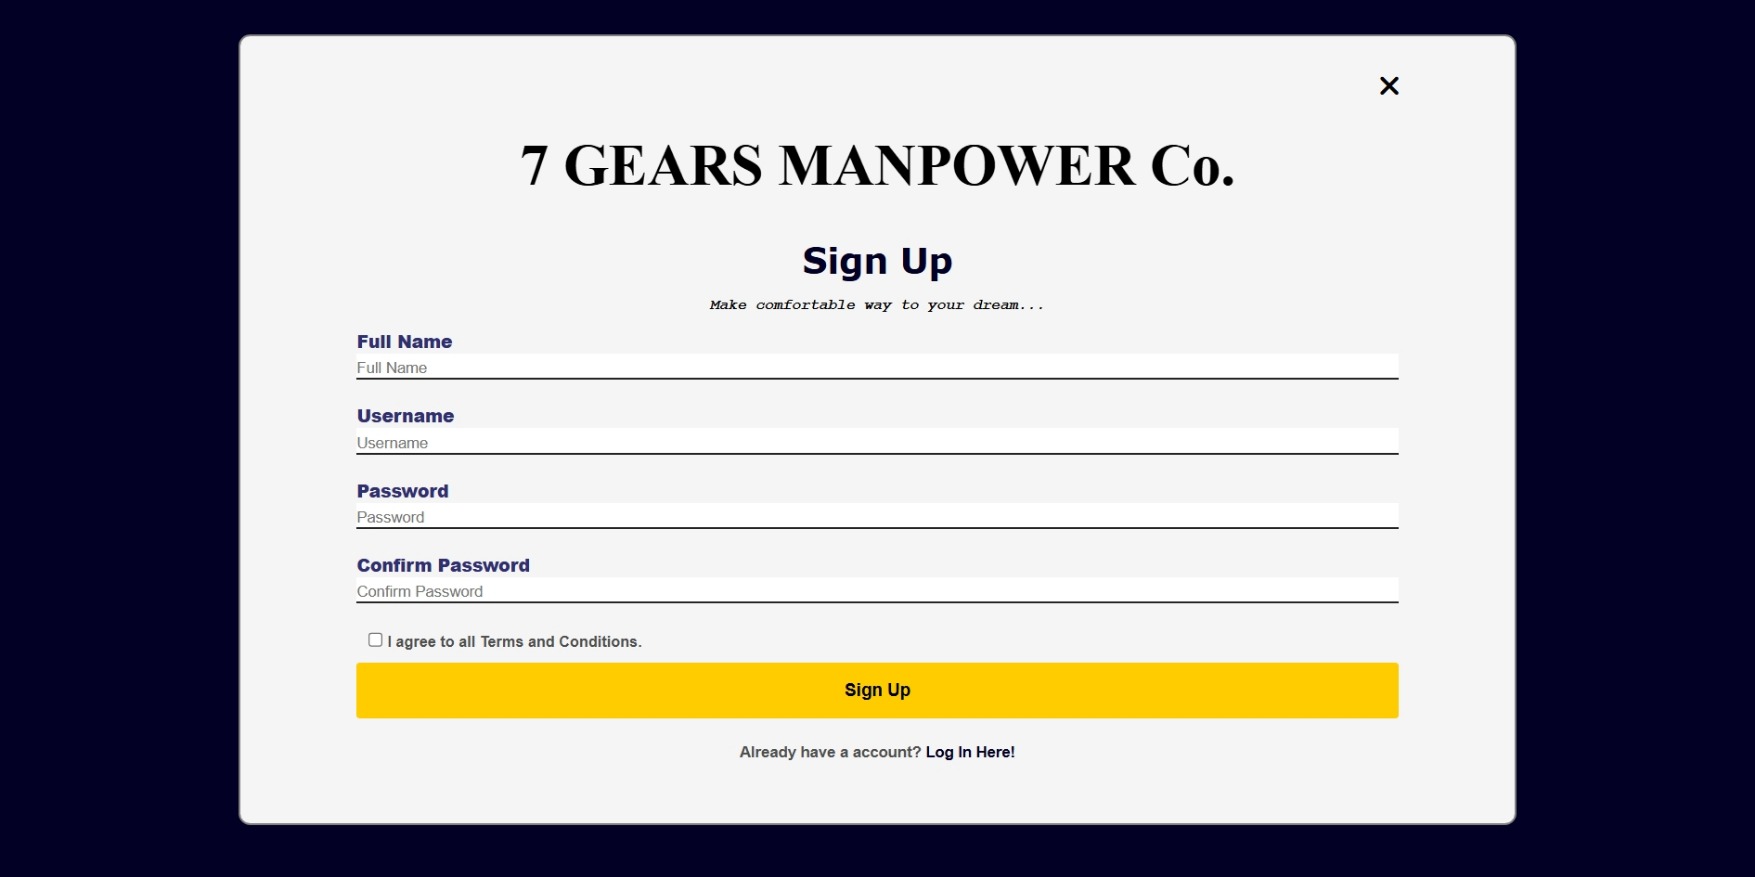 7 GEARS MANPOWER Co.
Sign Up
Make comfortable way to your dream...
Full Name
Full Name
Username
Username
Password
Password
Confirm Password
Confirm Password
I agree to all Terms and Conditions.
Sign Up
Already have a account? Log In Here!